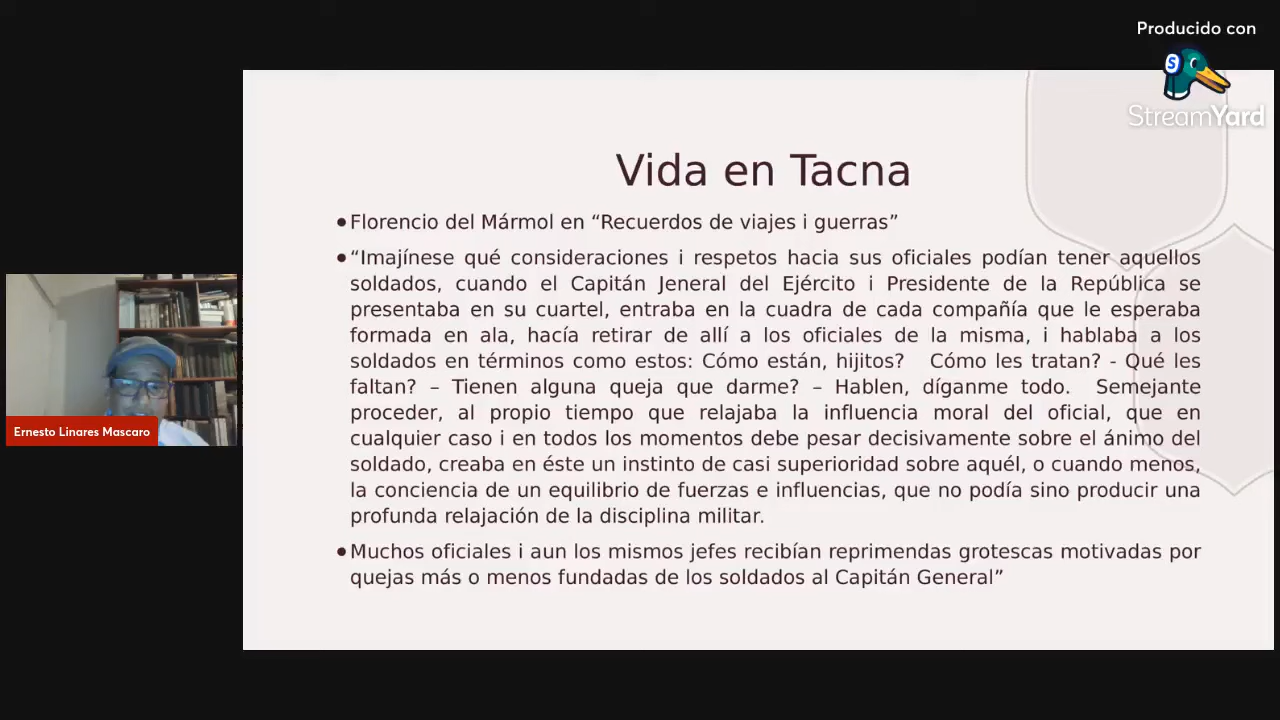 Producido con
StreamYard
Vida en Tacna
●Florencio del Mármol en “Recuerdos de viajes i guerras”
●“Imajínese qué consideraciones i respetos hacia sus oficiales podían tener aquellos
soldados, cuando el Capitán Jeneral del Ejército i Presidente de la República se
presentaba en su cuartel, entraba en la cuadra de cada compañía que le esperaba
formada en ala, hacía retirar de allí a los oficiales de la misma, i hablaba a los
soldados en términos como estos: Cómo están, hijitos? Cómo les tratan? - Qué les
faltan? – Tienen alguna queja que darme? – Hablen, díganme todo. Semejante
proceder, al propio tiempo que relajaba la influencia moral del oficial, que en
cualquier caso i en todos los momentos debe pesar decisivamente sobre el ánimo del
soldado, creaba en éste un instinto de casi superioridad sobre aquél, o cuando menos,
la conciencia de un equilibrio de fuerzas e influencias, que no podía sino producir una
profunda relajación de la disciplina militar.
●Muchos oficiales i aun los mismos jefes recibían reprimendas grotescas motivadas por
quejas más o menos fundadas de los soldados al Capitán General”
Ernesto Linares Mascaro